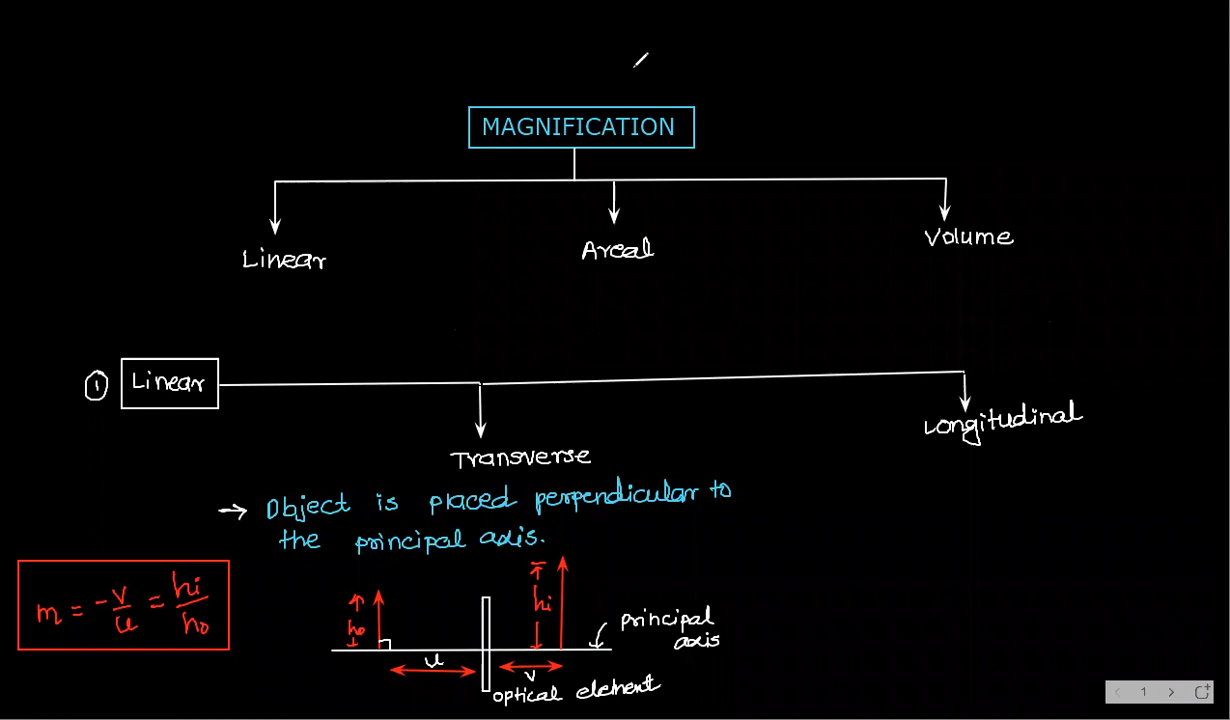 MAGNIFICATION
Linear
Areal
Volume
① Linear
Transverse
Longitudinal
→ Object is placed perpendicular to
the principal axis.
m = -v/u = hi/ho
ho
hi
u
v
principal
axis
optical element
1